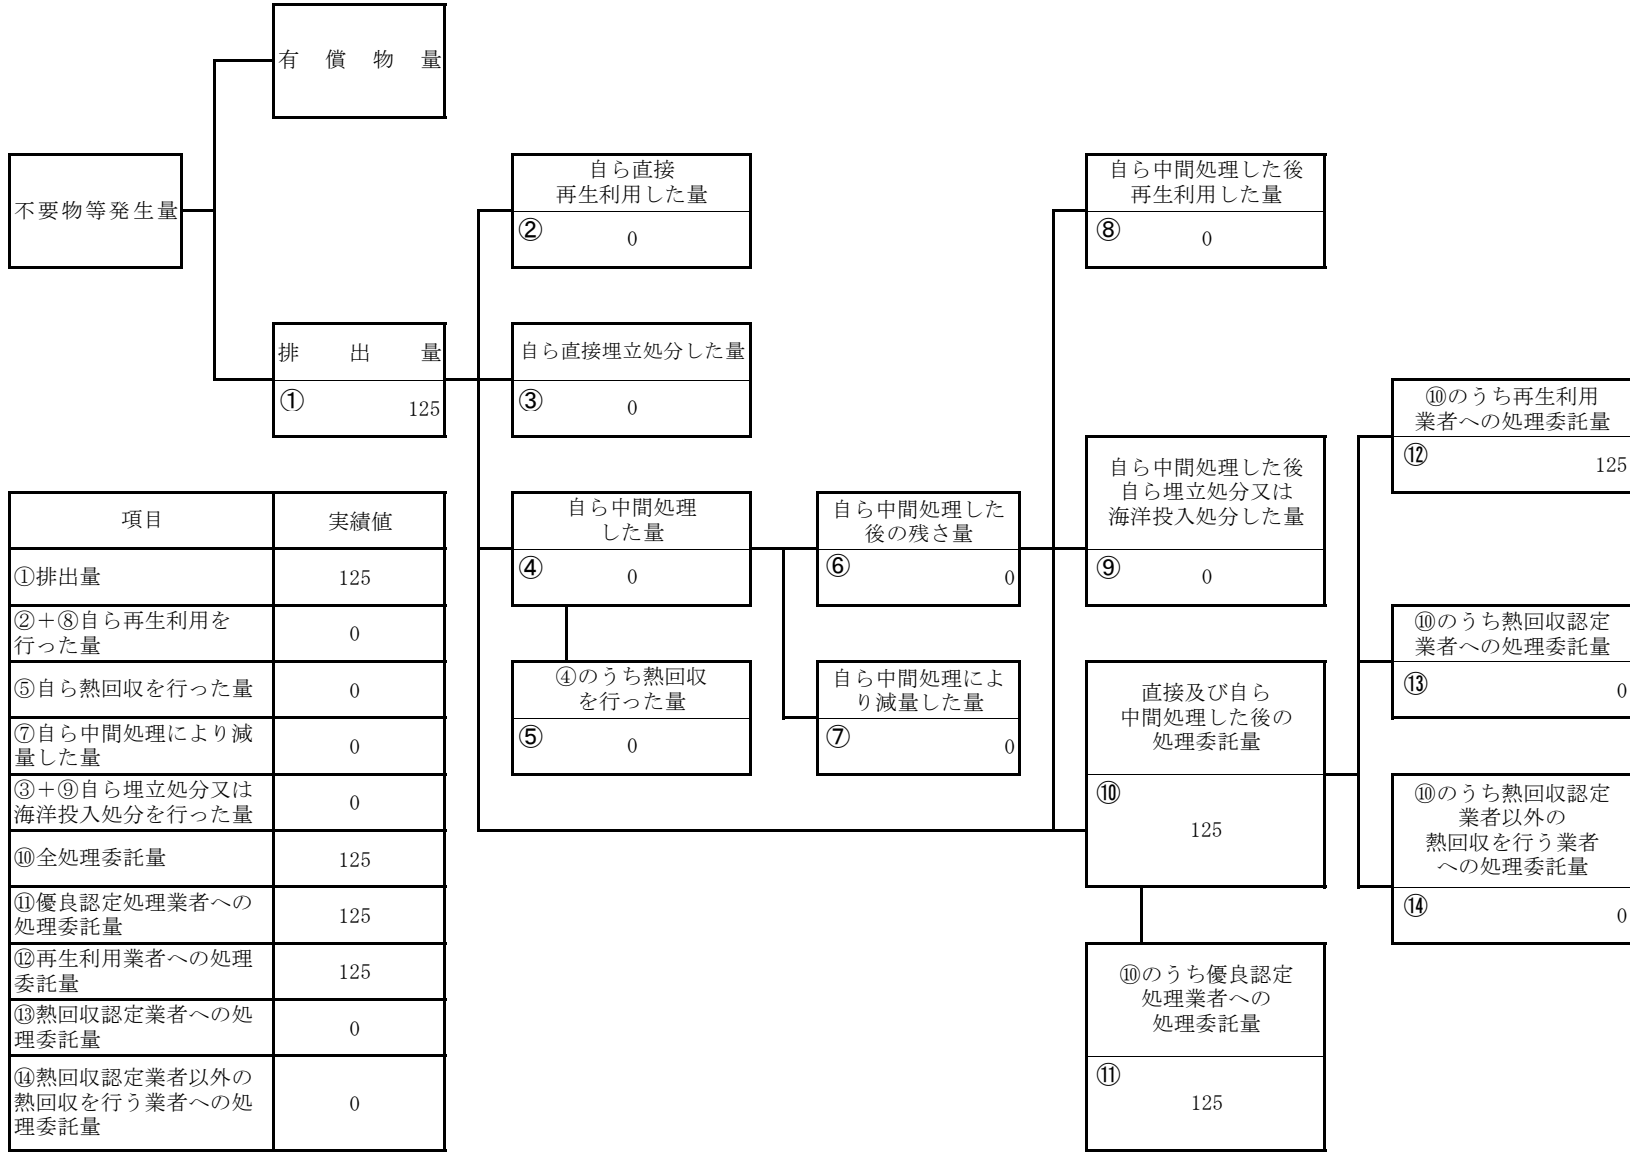 有償物量
不要物等発生量
排出量
①
125
自ら直接
再生利用した量
②
0
自ら直接埋立処分した量
③
0
自ら中間処理
した量
④
0
④のうち熱回収
を行った量
⑤
0
自ら中間処理した
後の残さ量
⑥
0
自ら中間処理によ
り減量した量
⑦
0
自ら中間処理した後
再生利用した量
⑧
0
自ら中間処理した後
自ら埋立処分又は
海洋投入処分した量
⑨
0
直接及び自ら
中間処理した後の
処理委託量
⑩
125
⑩のうち優良認定
処理業者への
処理委託量
⑪
125
⑩のうち再生利用
業者への処理委託量
⑫
125
⑩のうち熱回収認定
業者への処理委託量
⑬
0
⑩のうち熱回収認定
業者以外の
熱回収を行う業者
への処理委託量
⑭
0
項目 実績値
①排出量 125
②＋⑧自ら再生利用を
行った量
0
⑤自ら熱回収を行った量 0
⑦自ら中間処理により減
量した量
0
③＋⑨自ら埋立処分又は
海洋投入処分を行った量
0
⑩全処理委託量 125
⑪優良認定処理業者への
処理委託量
125
⑫再生利用業者への処理
委託量
125
⑬熱回収認定業者への処
理委託量
0
⑭熱回収認定業者以外の
熱回収を行う業者への処
理委託量
0